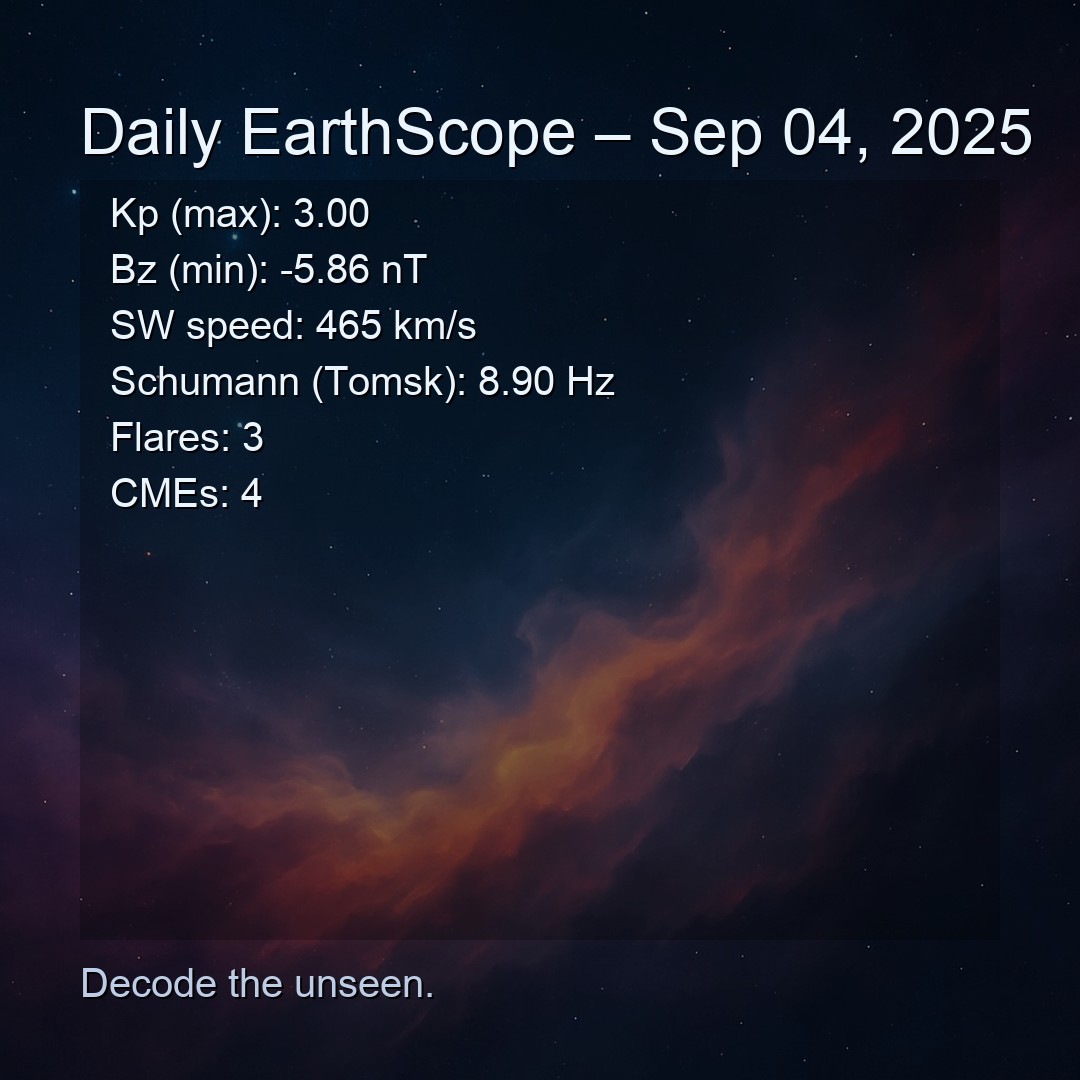 Daily EarthScope – Sep 04, 2025
Kp (max): 3.00
Bz (min): -5.86 nT
SW speed: 465 km/s
Schumann (Tomsk): 8.90 Hz
Flares: 3
CMEs: 4
Decode the unseen.